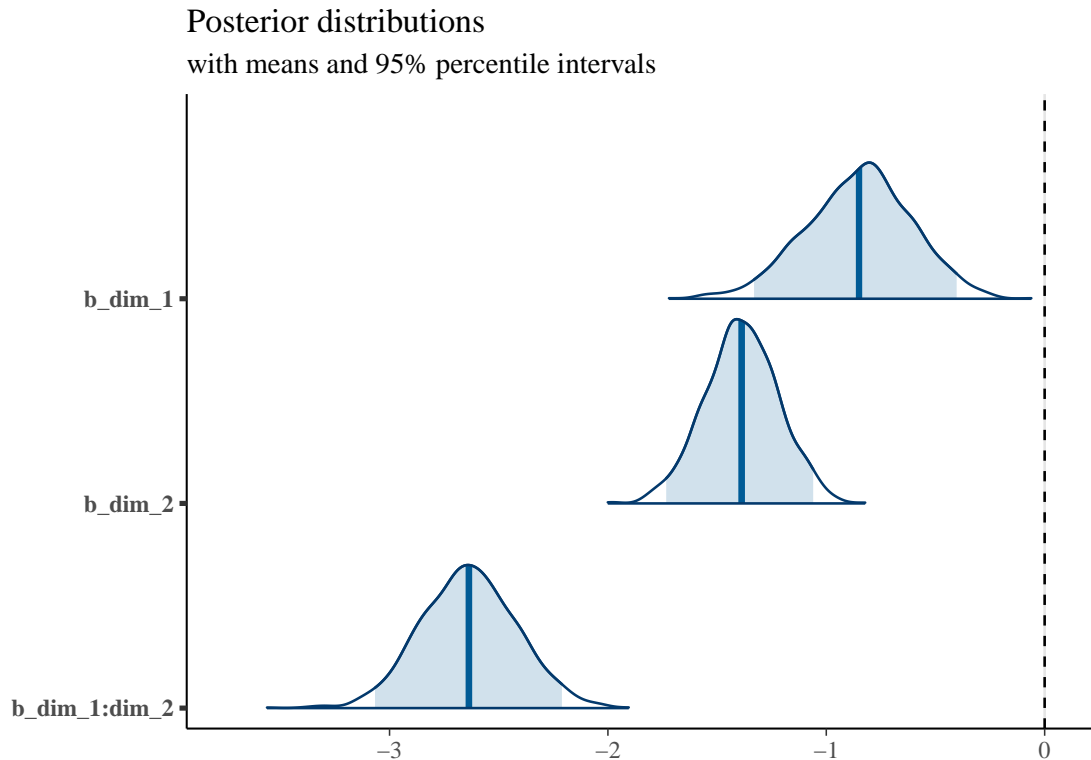 Posterior distributions
with means and 95% percentile intervals
b_dim_1
b_dim_2
b_dim_1:dim_2
−3 −2 −1 0